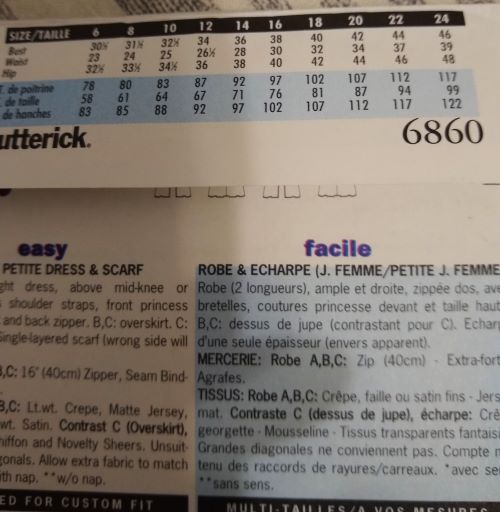 SIZE/TAILLE 6 8 10 12 14 16 18 20 22 24
Bust 30½ 31½ 32½ 34 36 38 40 42 44 46
Waist 23 24 25 26½ 28 30 32 34 37 39
Hip 32½ 33½ 34½ 36 38 40 42 44 46 48
T. de poitrine 78 80 83 87 92 97 102 107 112 117
T. de taille 58 61 64 67 71 76 81 87 94 99
de hanches 83 85 88 92 97 102 107 112 117 122
utterick®
6860
easy
PETITE DRESS & SCARF
ght dress, above mid-knee or
shoulder straps, front princess
and back zipper. B,C: overskirt. C:
Single-layered scarf (wrong side will
B,C: 16" (40cm) Zipper, Seam Bind-
B,C: Lt.wt. Crepe, Matte Jersey,
wt. Satin. Contrast C (Overskirt),
hiffon and Novelty Sheers. Unsuit-
gonals. Allow extra fabric to match
ith nap. **w/o nap.
ED FOR CUSTOM FIT
facile
ROBE & ECHARPE (J. FEMME/PETITE J. FEMME
Robe (2 longueurs), ample et droite, zippée dos, ave
bretelles, coutures princesse devant et taille haut
B,C: dessus de jupe (contrastant pour C). Echar
d'une seule épaisseur (envers apparent).
MERCERIE: Robe A,B,C: Zip (40cm) - Extra-fort
Agrafes.
TISSUS: Robe A,B,C: Crêpe, faille ou satin fins - Jers
mat. Contraste C (dessus de jupe), écharpe: Crê
georgette - Mousseline - Tissus transparents fantaisi
Grandes diagonales ne conviennent pas. Compte n
tenu des raccords de rayures/carreaux. *avec se
**sans sens.
MULTI-TAILLES/A VOS MESURES